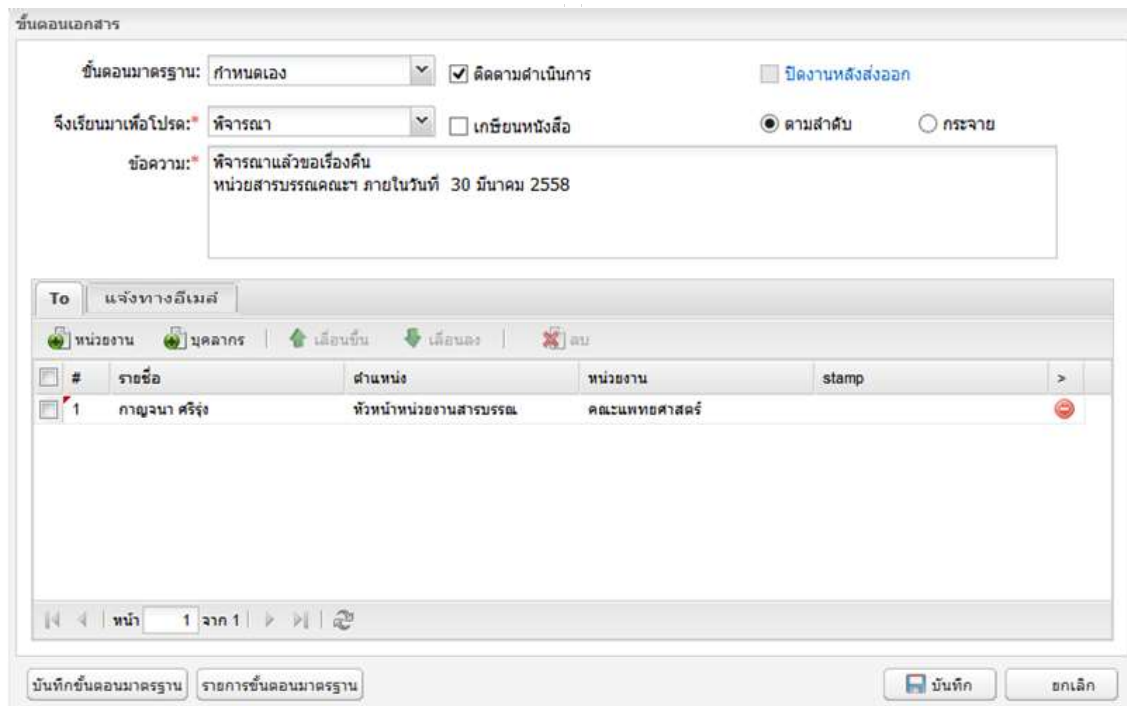 ขั้นตอนเอกสาร
ขั้นตอนมาตรฐาน: กำหนดเอง ติดตามดำเนินการ ปิดงานหลังส่งออก
จึงเรียนมาเพื่อโปรด:* พิจารณา เกษียนหนังสือ ตามลำดับ กระจาย
ข้อความ:* พิจารณาแล้วขอเรื่องคืน
หน่วยสารบรรณคณะฯ ภายในวันที่ 30 มีนาคม 2558
To แจ้งทางอีเมล์
หน่วยงาน บุคลากร เลื่อนขึ้น เลื่อนลง ลบ
# รายชื่อ ตำแหน่ง หน่วยงาน stamp >
1 กาญจนา ศรีรุ่ง หัวหน้าหน่วยงานสารบรรณ คณะแพทยศาสตร์
หน้า 1 จาก 1
บันทึกขั้นตอนมาตรฐาน รายการขั้นตอนมาตรฐาน บันทึก ยกเลิก